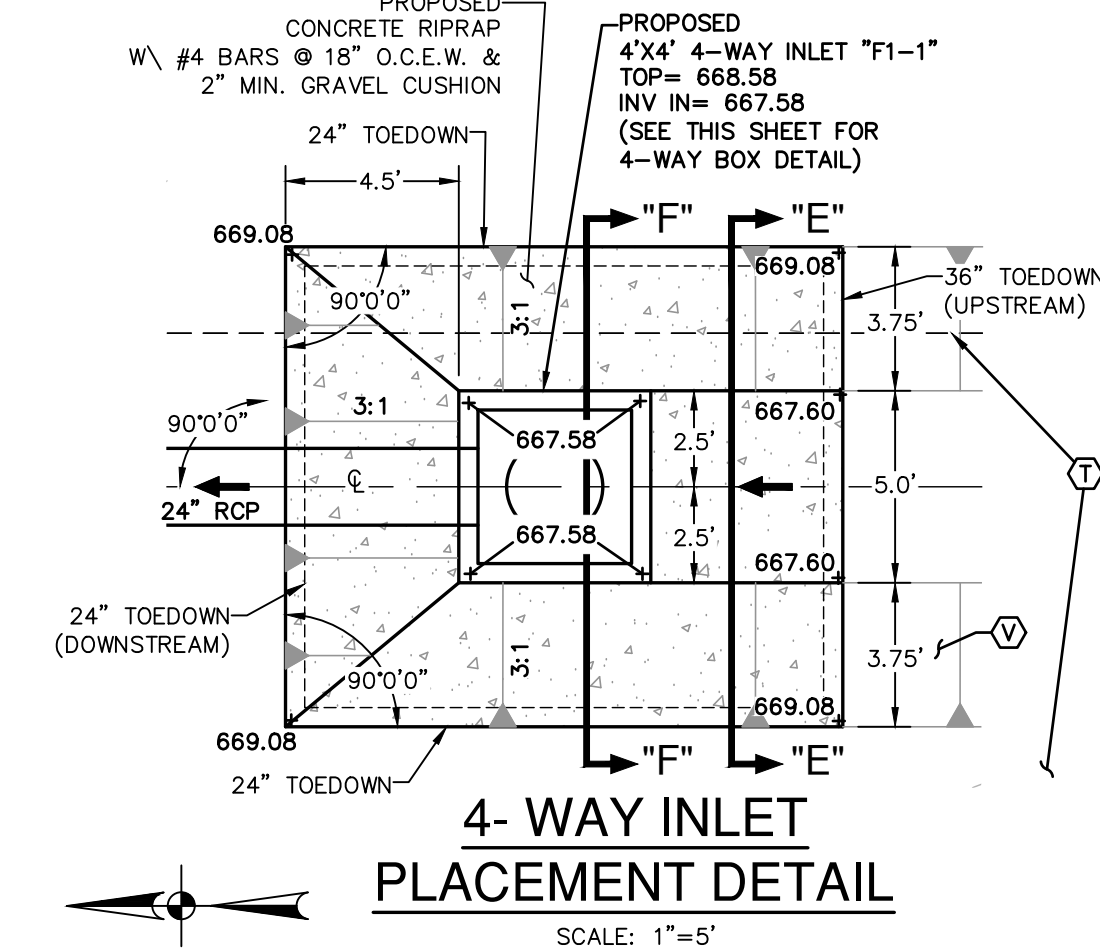 PROPOSED
CONCRETE RIPRAP
W\ #4 BARS @ 18" O.C.E.W. &
2" MIN. GRAVEL CUSHION
PROPOSED
4'X4' 4-WAY INLET "F1-1"
TOP= 668.58
INV IN= 667.58
(SEE THIS SHEET FOR
4-WAY BOX DETAIL)
24" TOEDOWN
4.5'
"F"
"E"
669.08
669.08
36" TOEDOWN
(UPSTREAM)
90°0'0"
3:1
3.75'
3:1
667.60
90°0'0"
667.58
2.5'
℄
5.0'
T
24" RCP
667.58
2.5'
667.60
24" TOEDOWN
(DOWNSTREAM)
V
3:1
3.75'
90°0'0"
669.08
669.08
"F"
"E"
24" TOEDOWN
4- WAY INLET
PLACEMENT DETAIL
SCALE: 1"=5'